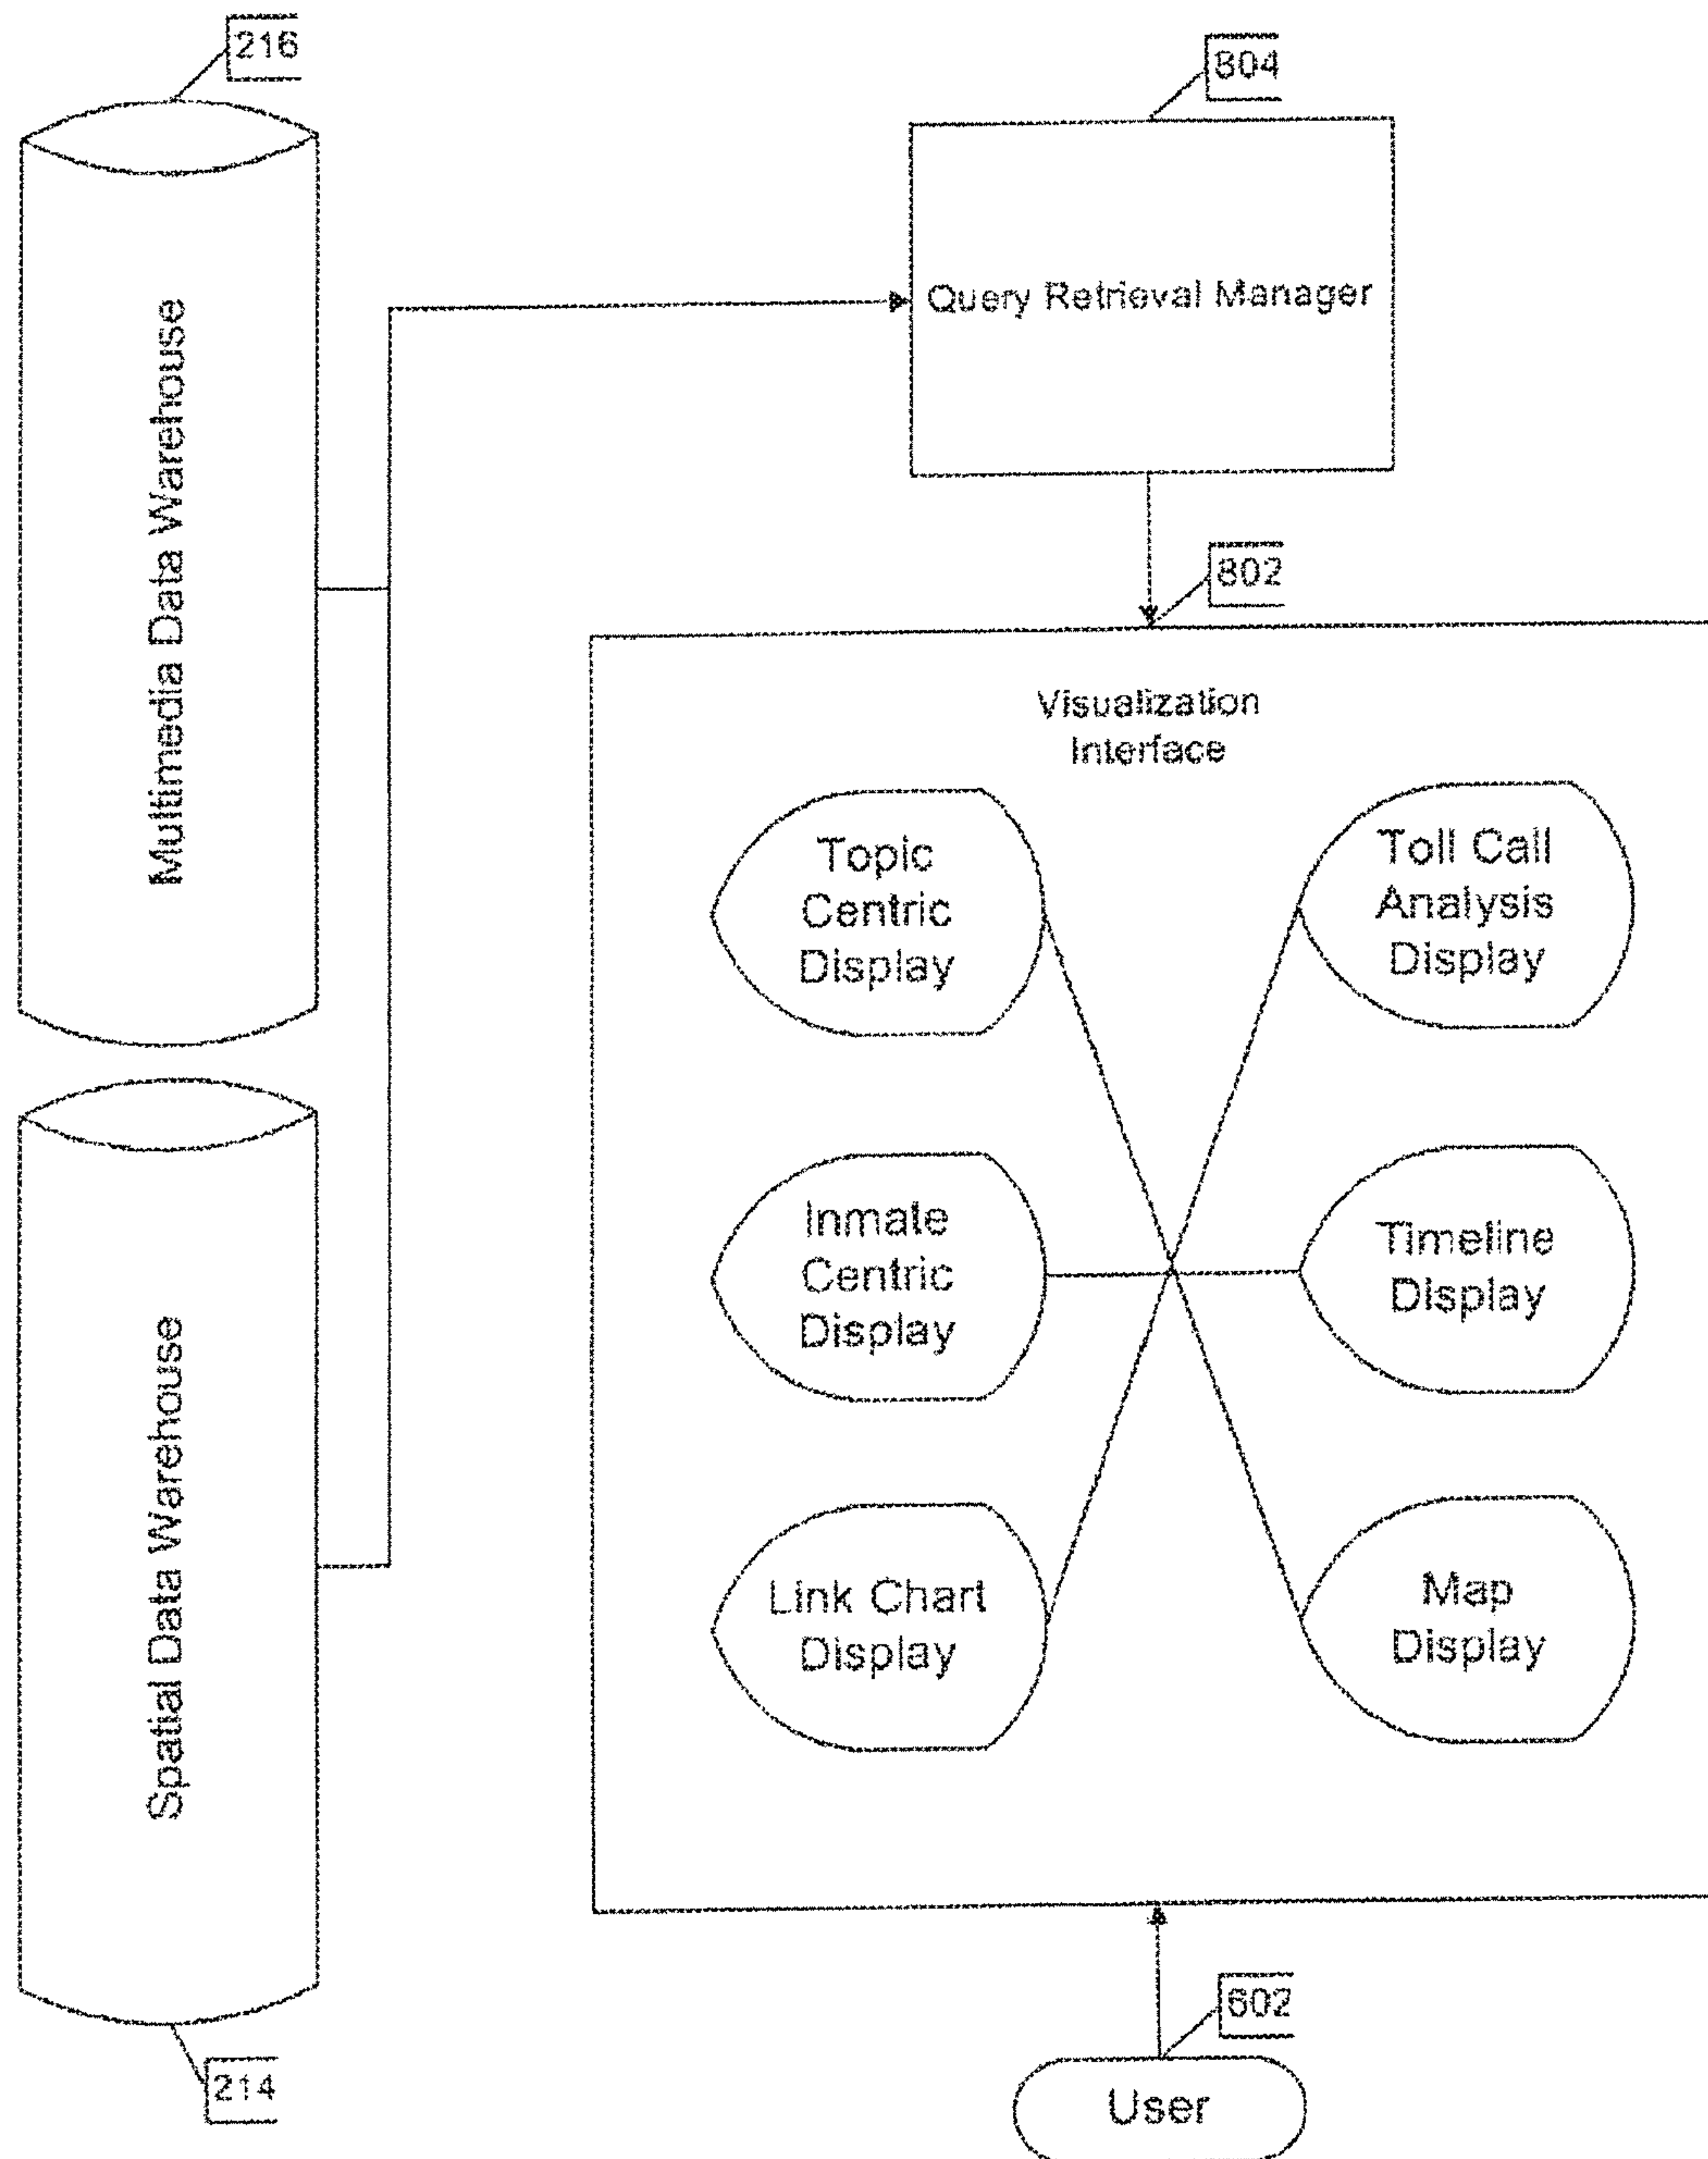 216
804
Multimedia Data Warehouse
Query Retrieval Manager
802
Visualization
Interface
Topic
Centric
Display
Toll Call
Analysis
Display
Inmate
Centric
Display
Timeline
Display
Spatial Data Warehouse
Link Chart
Display
Map
Display
602
214
User